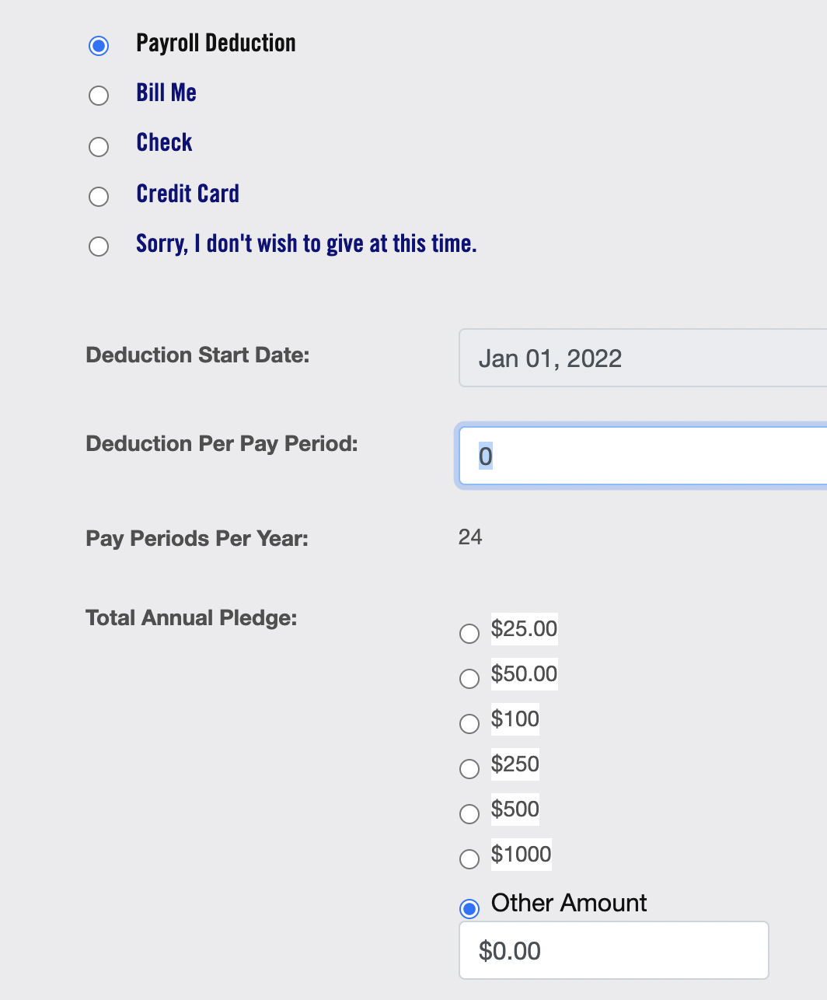 Payroll Deduction
Bill Me
Check
Credit Card
Sorry, I don't wish to give at this time.
Deduction Start Date: Jan 01, 2022
Deduction Per Pay Period: 0
Pay Periods Per Year: 24
Total Annual Pledge:
$25.00
$50.00
$100
$250
$500
$1000
Other Amount
$0.00